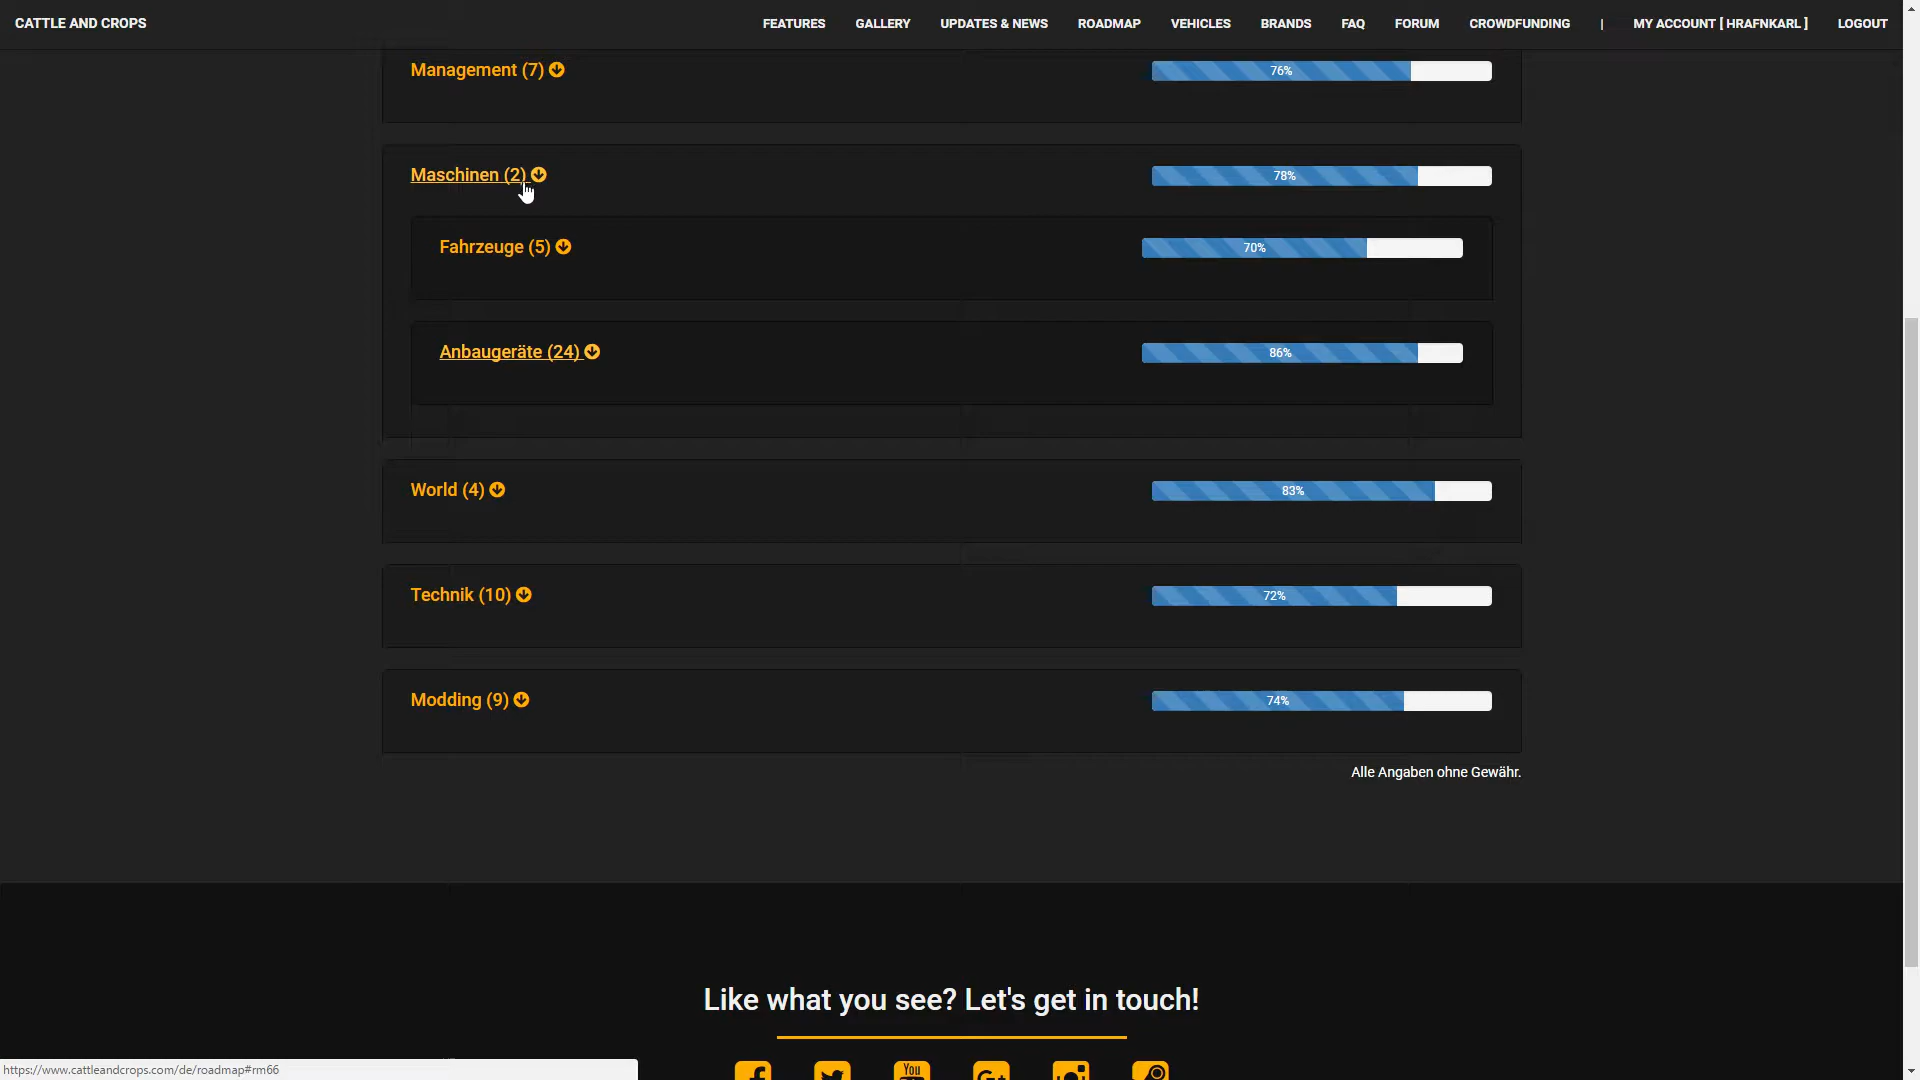 CATTLE AND CROPS
FEATURES
GALLERY
UPDATES & NEWS
ROADMAP
VEHICLES
BRANDS
FAQ
FORUM
CROWDFUNDING
|
MY ACCOUNT [ HRAFNKARL ]
LOGOUT
Management (7)
76%
Maschinen (2)
78%
Fahrzeuge (5)
70%
Anbaugeräte (24)
86%
World (4)
83%
Technik (10)
72%
Modding (9)
74%
Alle Angaben ohne Gewähr.
Like what you see? Let's get in touch!
You
G+
https://www.cattleandcrops.com/de/roadmap#rm66